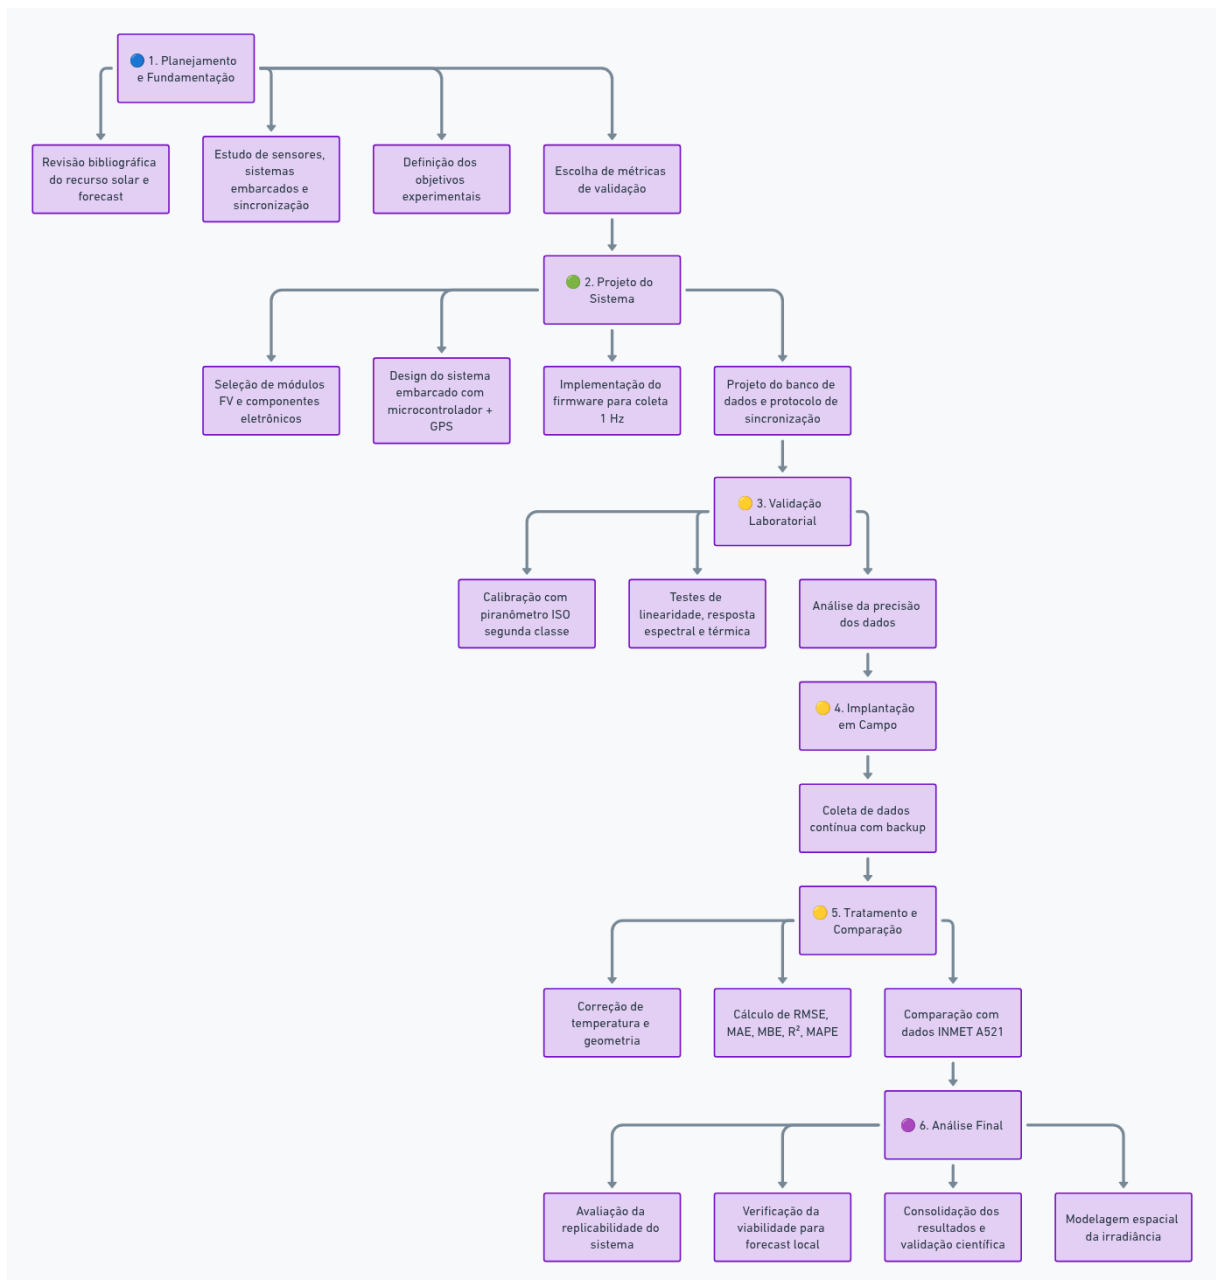 🔵 1. Planejamento
e Fundamentação
Revisão bibliográfica
do recurso solar e
forecast
Estudo de sensores,
sistemas
embarcados e
sincronização
Definição dos
objetivos
experimentais
Escolha de métricas
de validação
🟢 2. Projeto do
Sistema
Seleção de módulos
FV e componentes
eletrônicos
Design do sistema
embarcado com
microcontrolador +
GPS
Implementação do
firmware para coleta
1 Hz
Projeto do banco de
dados e protocolo de
sincronização
🟡 3. Validação
Laboratorial
Calibração com
piranômetro ISO
segunda classe
Testes de
linearidade, resposta
espectral e térmica
Análise da precisão
dos dados
🟡 4. Implantação
em Campo
Coleta de dados
contínua com backup
🟡 5. Tratamento e
Comparação
Correção de
temperatura e
geometria
Cálculo de RMSE,
MAE, MBE, R², MAPE
Comparação com
dados INMET A521
🟣 6. Análise Final
Avaliação da
replicabilidade do
sistema
Verificação da
viabilidade para
forecast local
Consolidação dos
resultados e
validação científica
Modelagem espacial
da irradiância